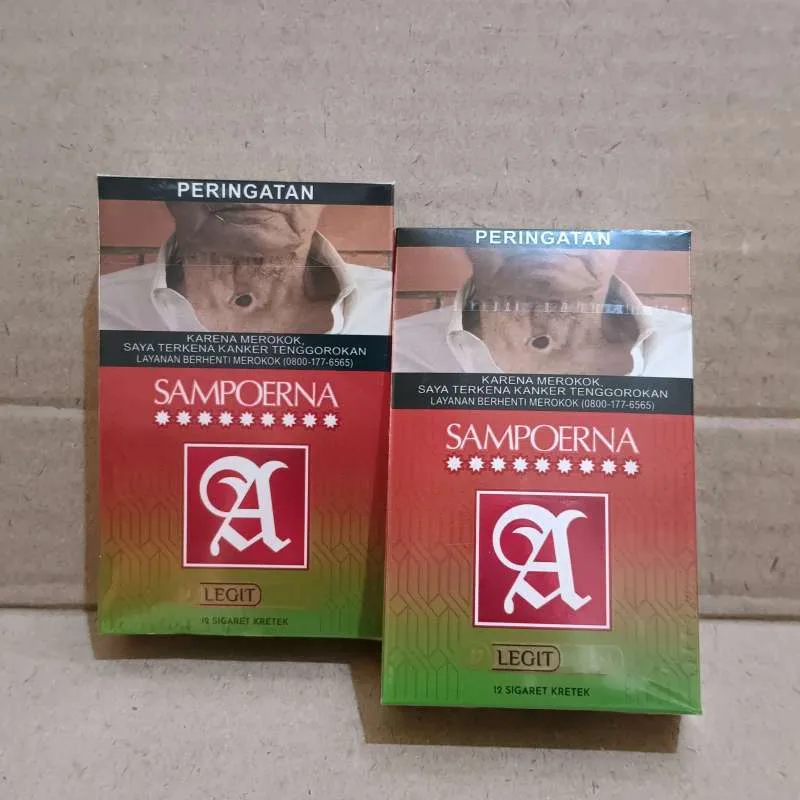 PERINGATAN
KARENA MEROKOK,
SAYA TERKENA KANKER TENGGOROKAN
LAYANAN BERHENTI MEROKOK (0800-177-6565)
SAMPOERNA
A
LEGIT
12 SIGARET KRETEK
PERINGATAN
KARENA MEROKOK,
SAYA TERKENA KANKER TENGGOROKAN
LAYANAN BERHENTI MEROKOK (0800-177-6565)
SAMPOERNA
A
LEGIT
12 SIGARET KRETEK